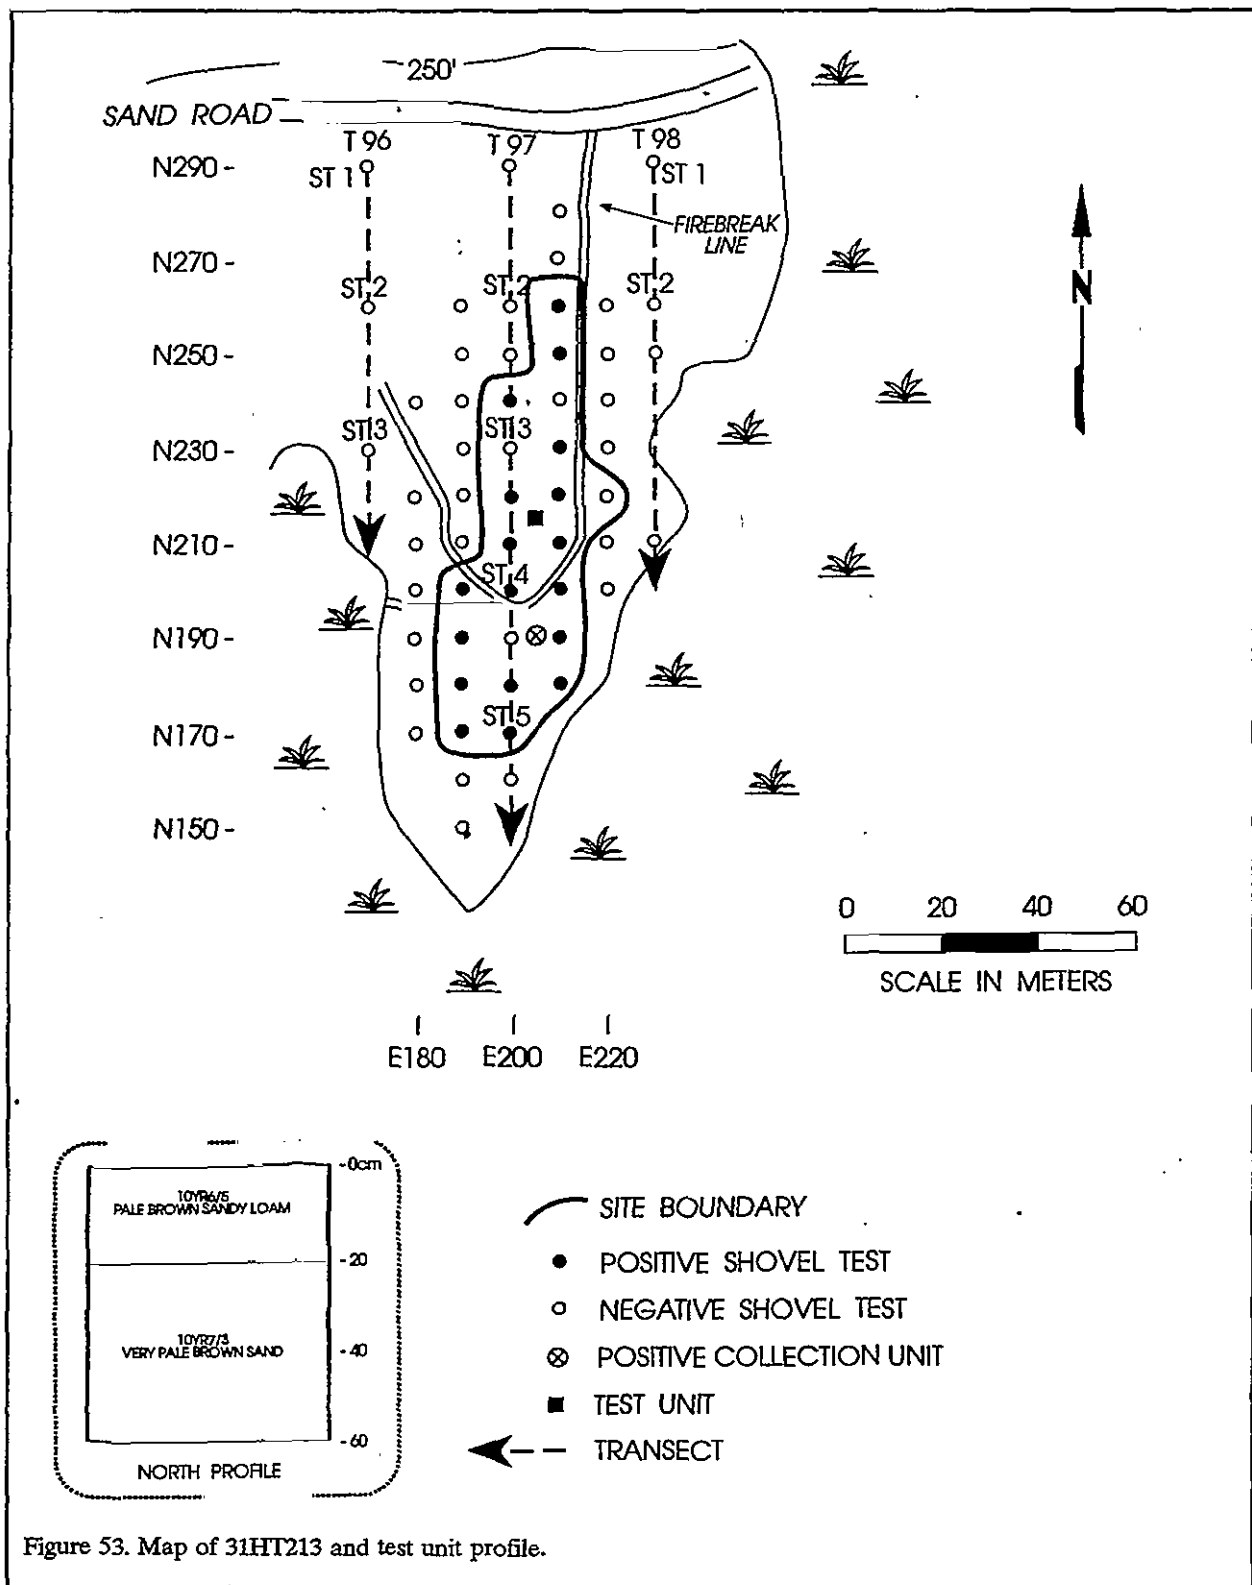 250'
SAND ROAD
T96
T97
T98
N290 -
ST 1
ST 1
FIREBREAK
LINE
N270 -
ST 2
ST 2
ST 2
N250 -
ST 3
ST 3
N230 -
N210 -
ST 4
N190 -
ST 5
N170 -
N150 -
N
0 20 40 60
SCALE IN METERS
E180 E200 E220
-0cm
10YR6/5
PALE BROWN SANDY LOAM
-20
10YR7/3
VERY PALE BROWN SAND
-40
-60
NORTH PROFILE
SITE BOUNDARY
POSITIVE SHOVEL TEST
NEGATIVE SHOVEL TEST
POSITIVE COLLECTION UNIT
TEST UNIT
TRANSECT
Figure 53. Map of 31HT213 and test unit profile.